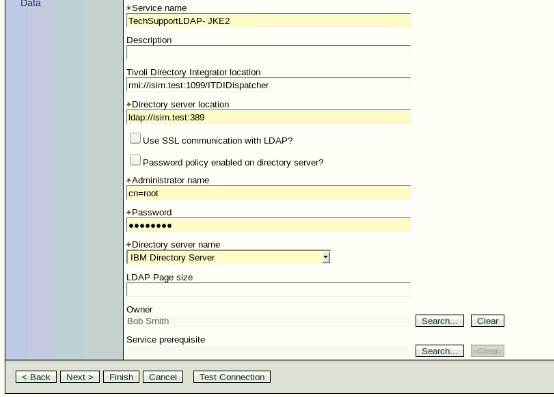 Data
*Service name
TechSupportLDAP- JKE2
Description
Tivoli Directory Integrator location
rmi://isim.test:1099/ITDIDispatcher
*Directory server location
ldap://isim.test:389
Use SSL communication with LDAP?
Password policy enabled on directory server?
*Administrator name
cn=root
*Password
●●●●●●●●
*Directory server name
IBM Directory Server
LDAP Page size
Owner
Bob Smith
Search... Clear
Service prerequisite
Search... Clear
< Back Next > Finish Cancel Test Connection